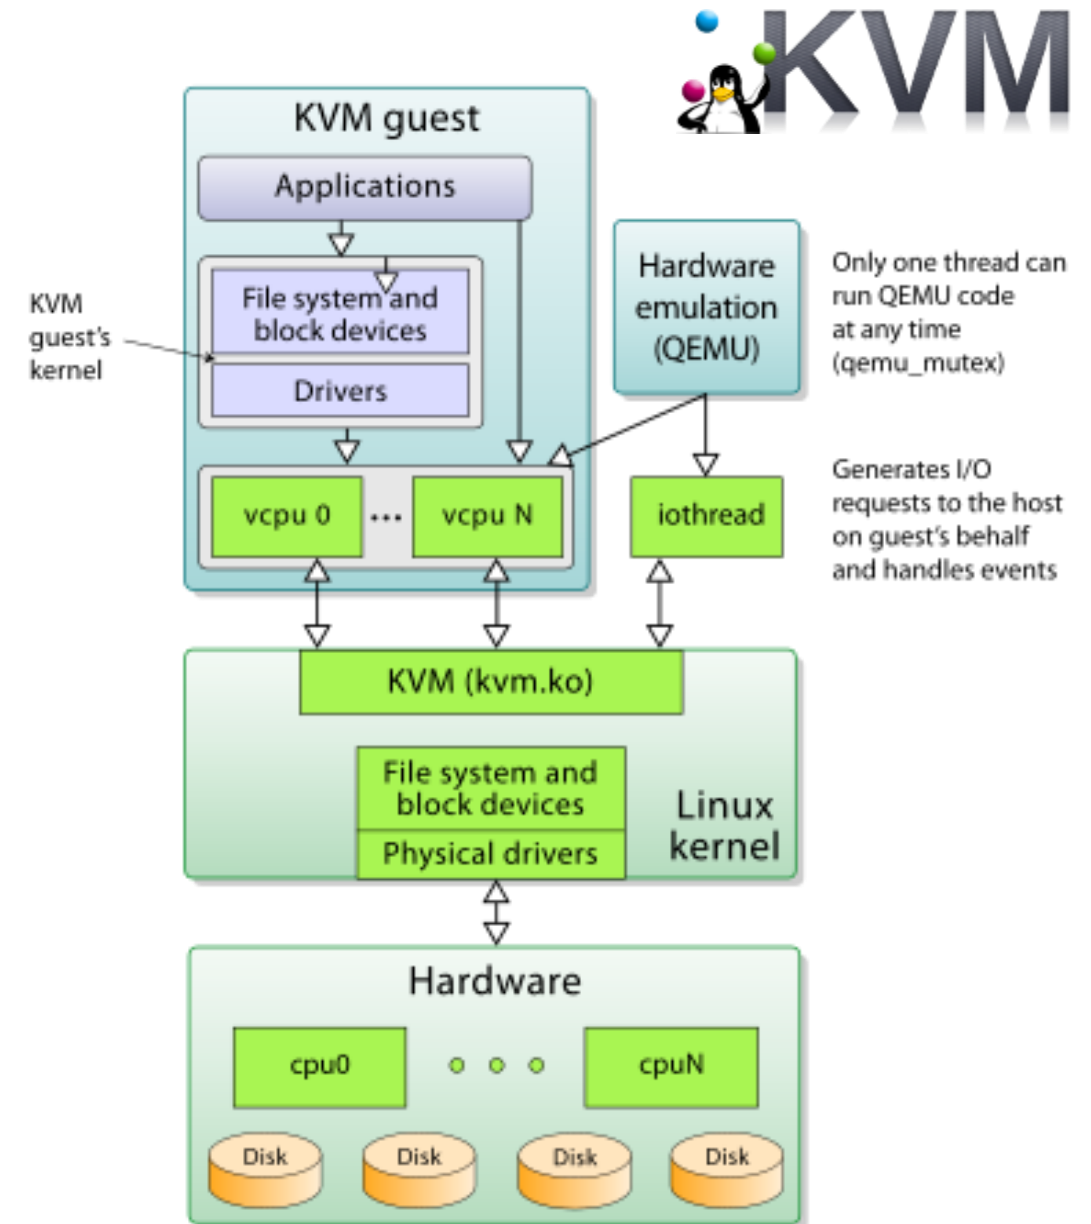 KVM
KVM guest
Applications
File system and
block devices
Drivers
KVM
guest's
kernel
vcpu 0
...
vcpu N
Hardware
emulation
(QEMU)
Only one thread can
run QEMU code
at any time
(qemu_mutex)
iothread
Generates I/O
requests to the host
on guest's behalf
and handles events
KVM (kvm.ko)
File system and
block devices
Physical drivers
Linux
kernel
Hardware
cpu0
cpuN
Disk
Disk
Disk
Disk